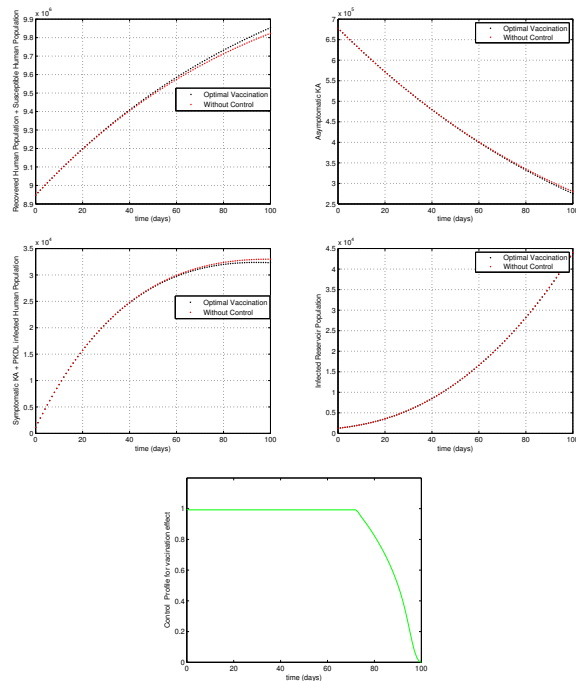 x 10^6
9.9
9.8
9.7
9.6
9.5
9.4
9.3
9.2
9.1
9
8.9
0 20 40 60 80 100
time (days)
Recovered Human Population + Susceptible Human Population
Optimal Vaccination
Without Control
x 10^5
7
6.5
6
5.5
5
4.5
4
3.5
3
2.5
0 20 40 60 80 100
time (days)
Asymptomatic KA
Optimal Vaccination
Without Control
x 10^4
3.5
3
2.5
2
1.5
1
0.5
0
0 20 40 60 80 100
time (days)
Symptomatic KA + PKDL infected Human Population
Optimal Vaccination
Without Control
x 10^4
4.5
4
3.5
3
2.5
2
1.5
1
0.5
0
0 20 40 60 80 100
time (days)
Infected Reservoir Population
Optimal Vaccination
Without Control
1
0.8
0.6
0.4
0.2
0
0 20 40 60 80 100
time (days)
Control Profile for vacination effect